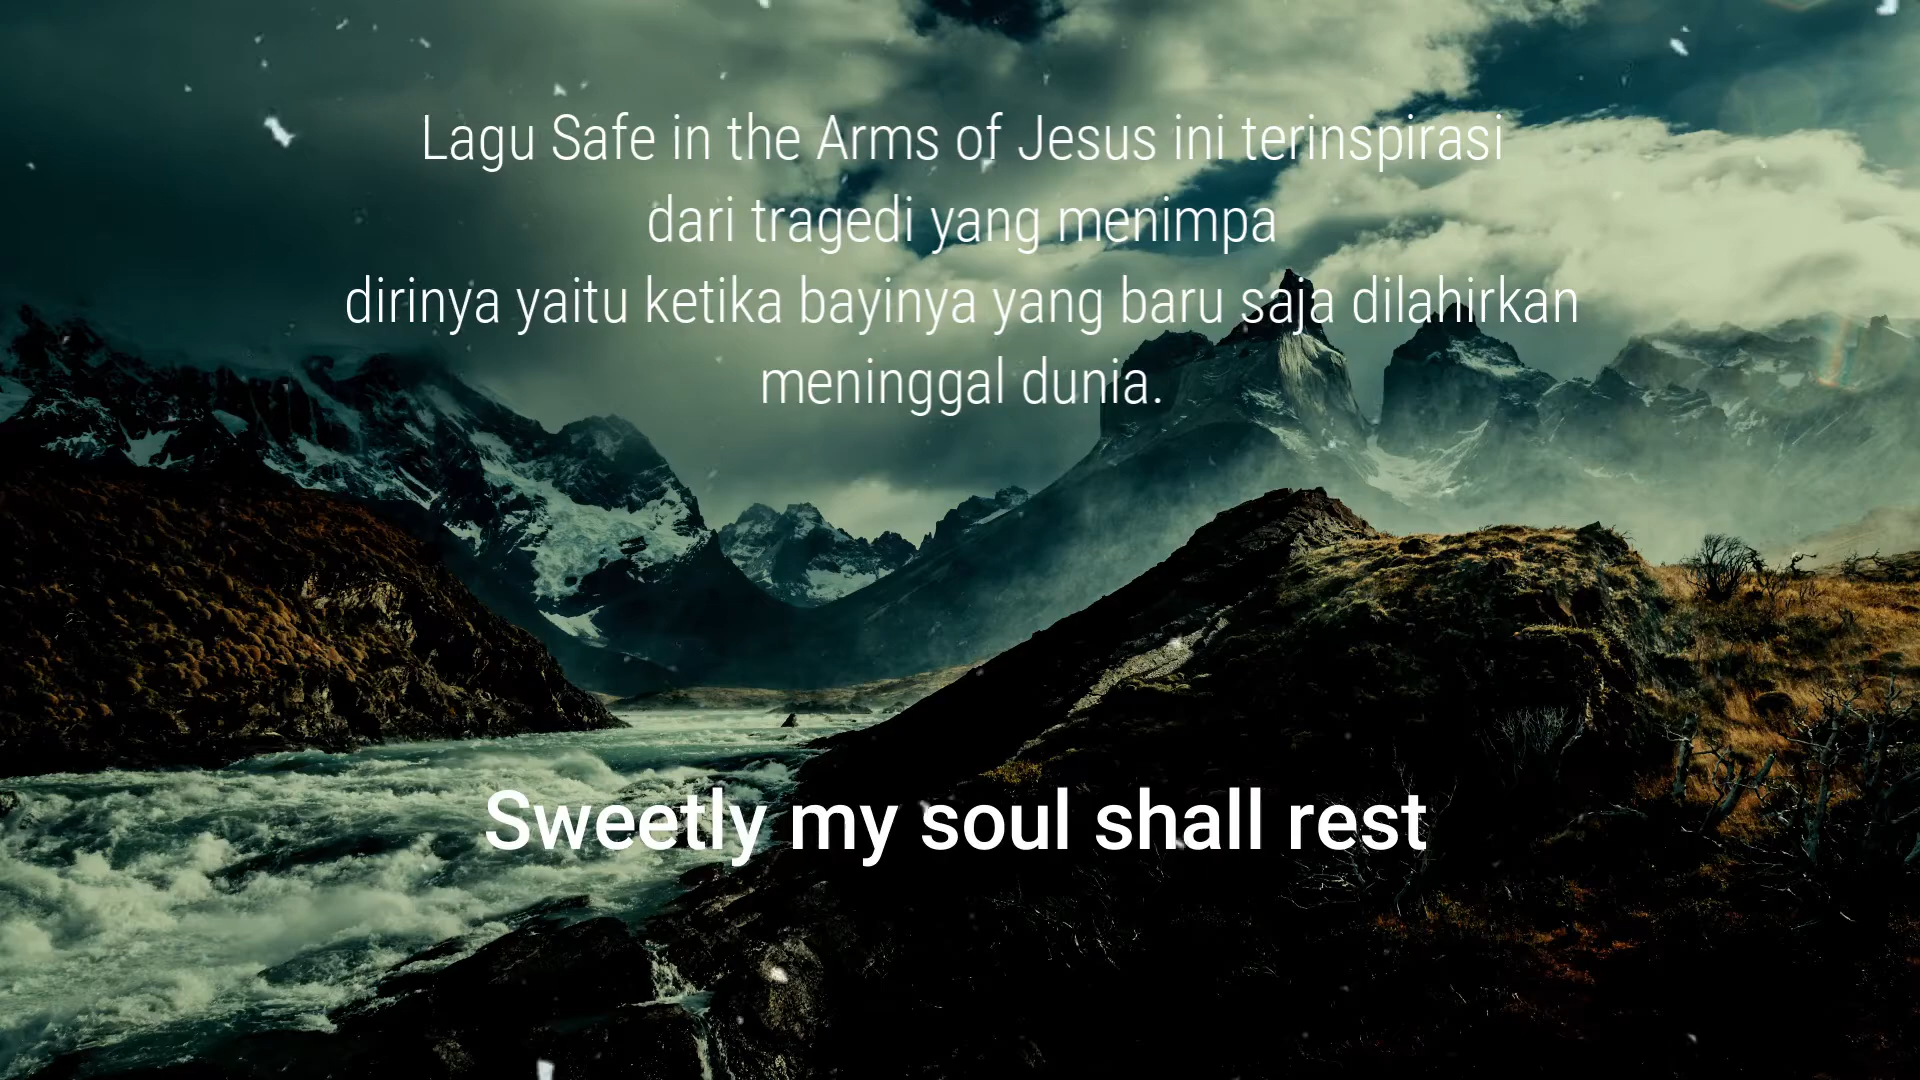 Lagu Safe in the Arms of Jesus ini terinspirasi
dari tragedi yang menimpa
dirinya yaitu ketika bayinya yang baru saja dilahirkan
meninggal dunia.
Sweetly my soul shall rest